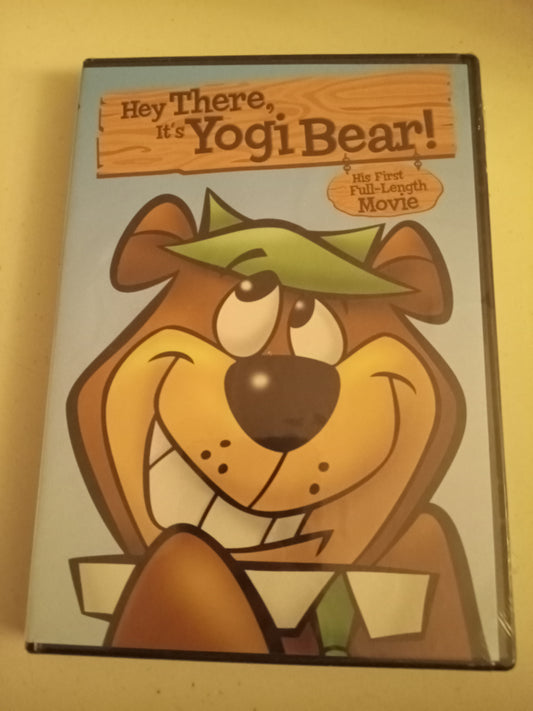 Hey There,
It's Yogi Bear!
His First
Full-Length
Movie